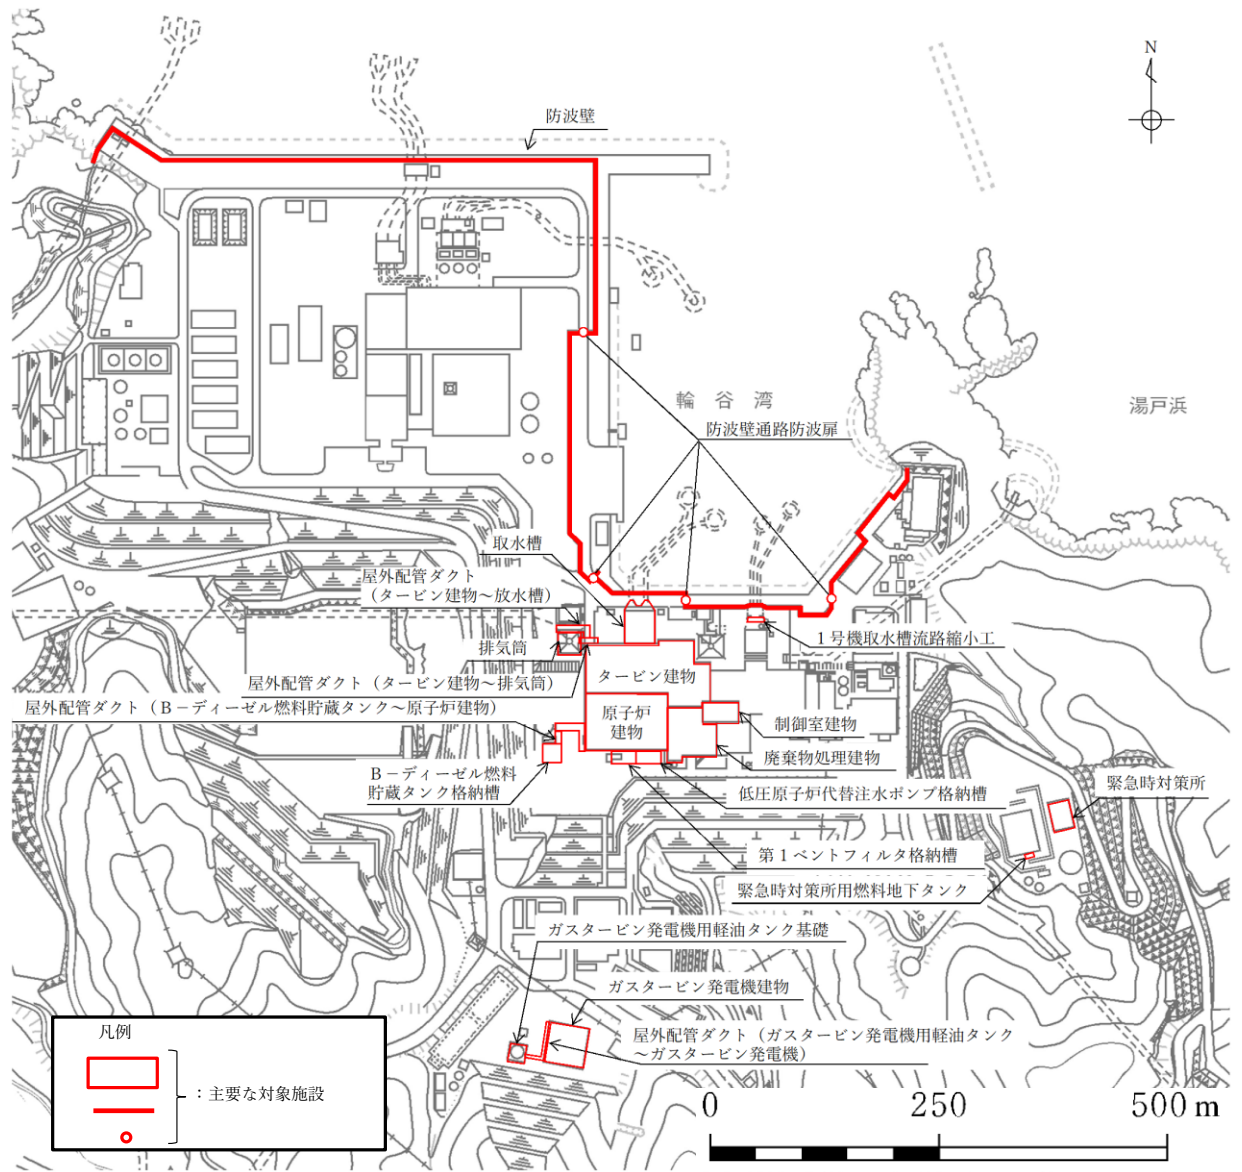 N
防波壁
輪谷湾
湯戸浜
防波壁通路防波扉
取水槽
屋外配管ダクト
（タービン建物～放水槽）
排気筒
1号機取水槽流路縮小工
屋外配管ダクト（タービン建物～排気筒）
タービン建物
屋外配管ダクト（B－ディーゼル燃料貯蔵タンク～原子炉建物）
原子炉
建物
制御室建物
廃棄物処理建物
B－ディーゼル燃料
貯蔵タンク格納槽
低圧原子炉代替注水ポンプ格納槽
緊急時対策所
第1ベントフィルタ格納槽
緊急時対策所用燃料地下タンク
ガスタービン発電機用軽油タンク基礎
ガスタービン発電機建物
屋外配管ダクト（ガスタービン発電機用軽油タンク
～ガスタービン発電機）
凡例
：主要な対象施設
0 250 500 m